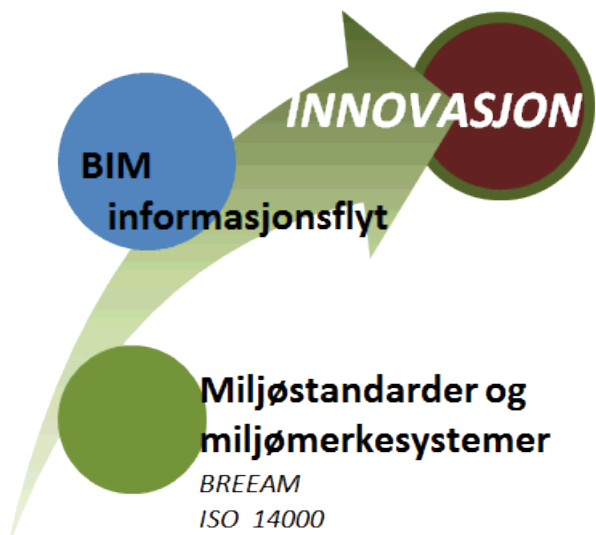 INNOVASJON
BIM
informasjonsflyt
Miljøstandarder og
miljømerkesystemer
BREEAM
ISO 14000